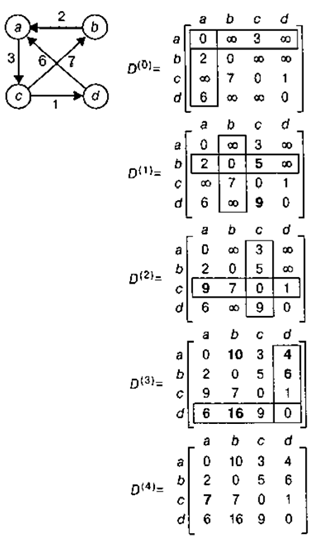 2
a b
3 6 7
c d
1
a b c d
a 0 ∞ 3 ∞
b 2 0 ∞ ∞
D(0)=
c ∞ 7 0 1
d 6 ∞ ∞ 0
a b c d
a 0 ∞ 3 ∞
b 2 0 5 ∞
D(1)=
c ∞ 7 0 1
d 6 ∞ 9 0
a b c d
a 0 ∞ 3 ∞
b 2 0 5 ∞
D(2)=
c 9 7 0 1
d 6 ∞ 9 0
a b c d
a 0 10 3 4
b 2 0 5 6
D(3)=
c 9 7 0 1
d 6 16 9 0
a b c d
a 0 10 3 4
b 2 0 5 6
D(4)=
c 7 7 0 1
d 6 16 9 0